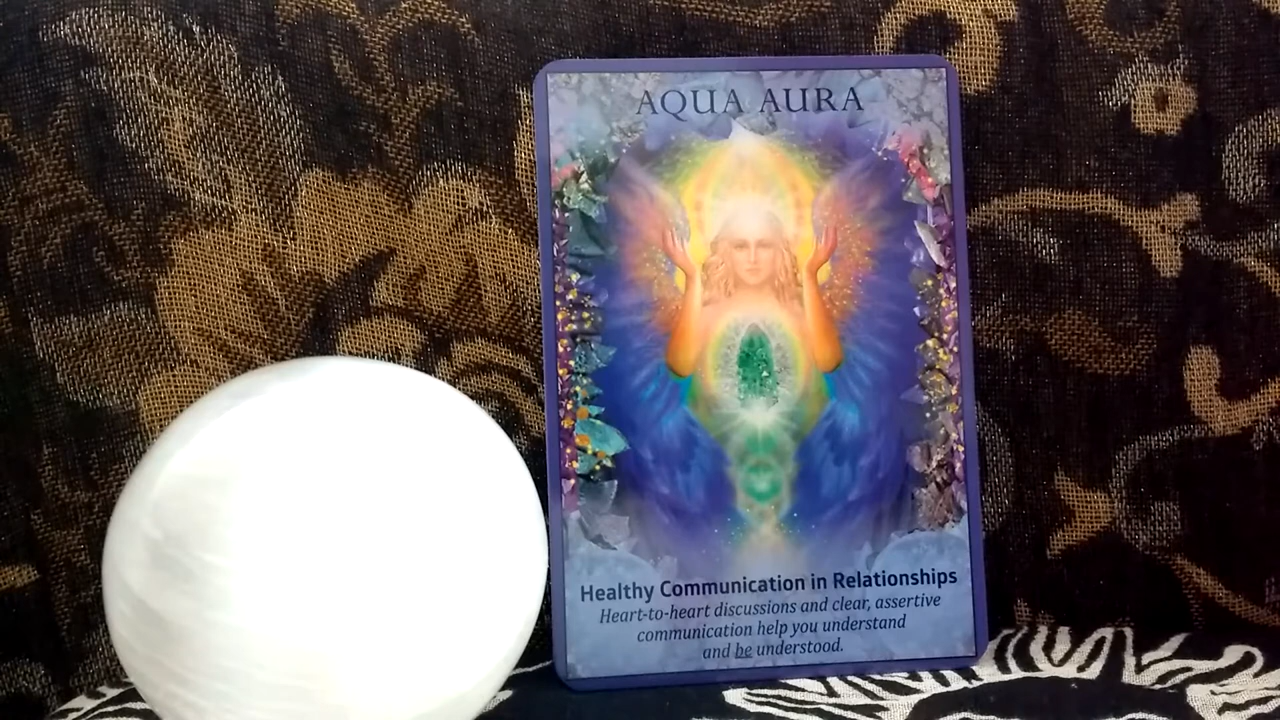 AQUA AURA
Healthy Communication in Relationships
Heart-to-heart discussions and clear, assertive
communication help you understand
and be understood.